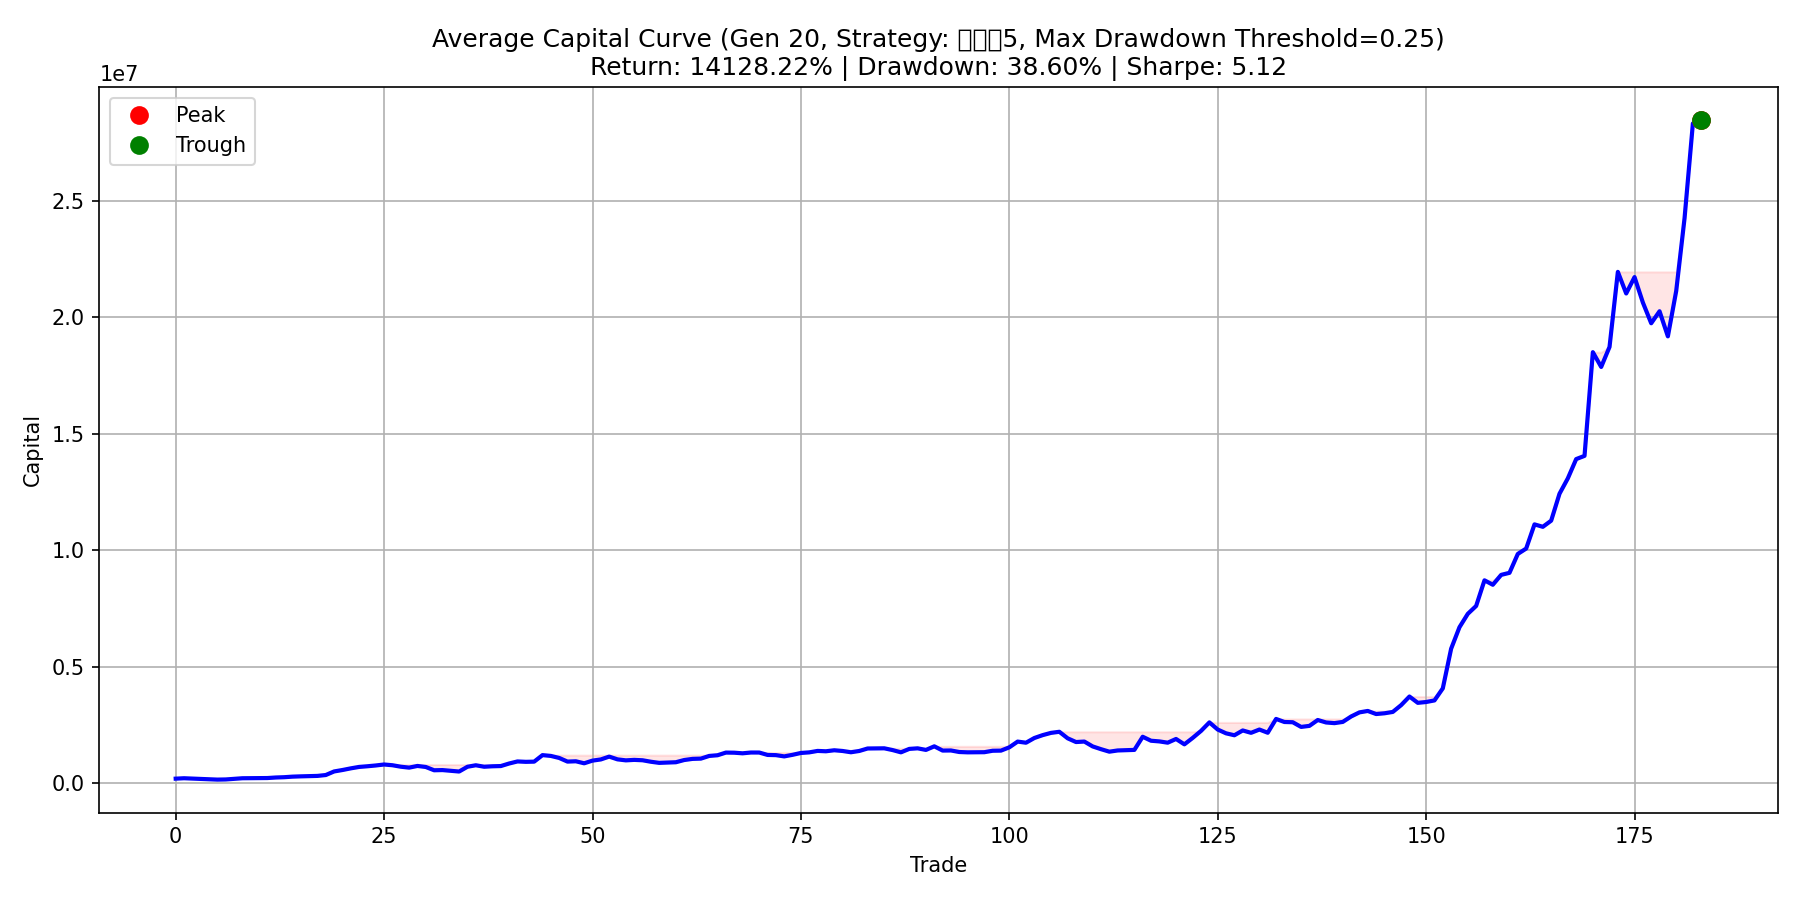 Average Capital Curve (Gen 20, Strategy: 5, Max Drawdown Threshold=0.25)
Return: 14128.22% | Drawdown: 38.60% | Sharpe: 5.12
1e7
Peak
Trough
2.5
2.0
1.5
1.0
0.5
0.0
Capital
0 25 50 75 100 125 150 175
Trade